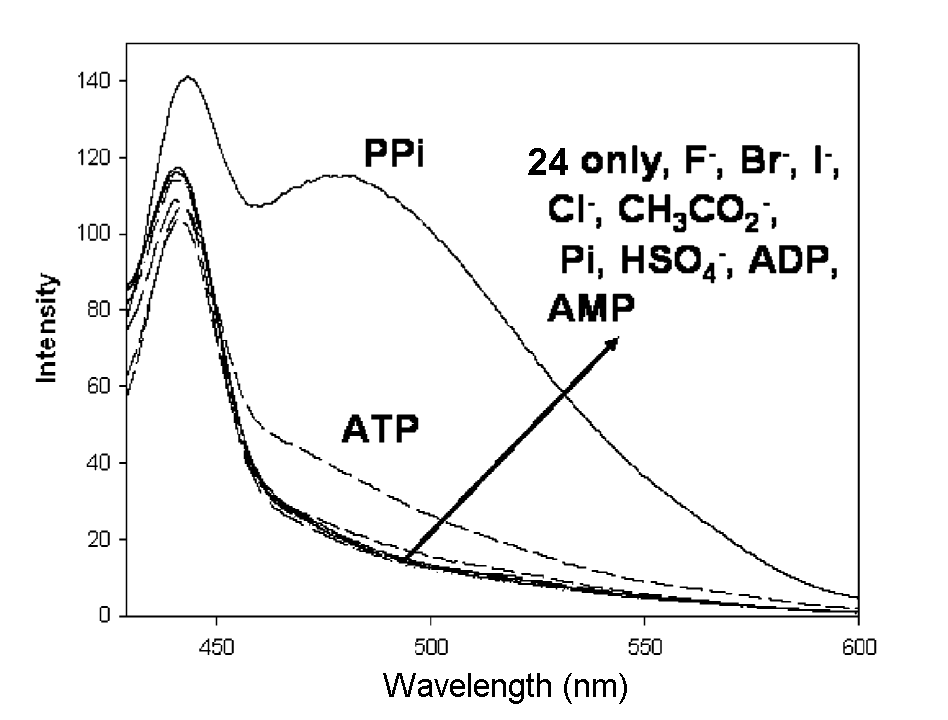 140
120
100
80
60
40
20
0
Intensity
PPi
24 only, F-, Br-, I-,
Cl-, CH3CO2-,
Pi, HSO4-, ADP,
AMP
ATP
450 500 550 600
Wavelength (nm)